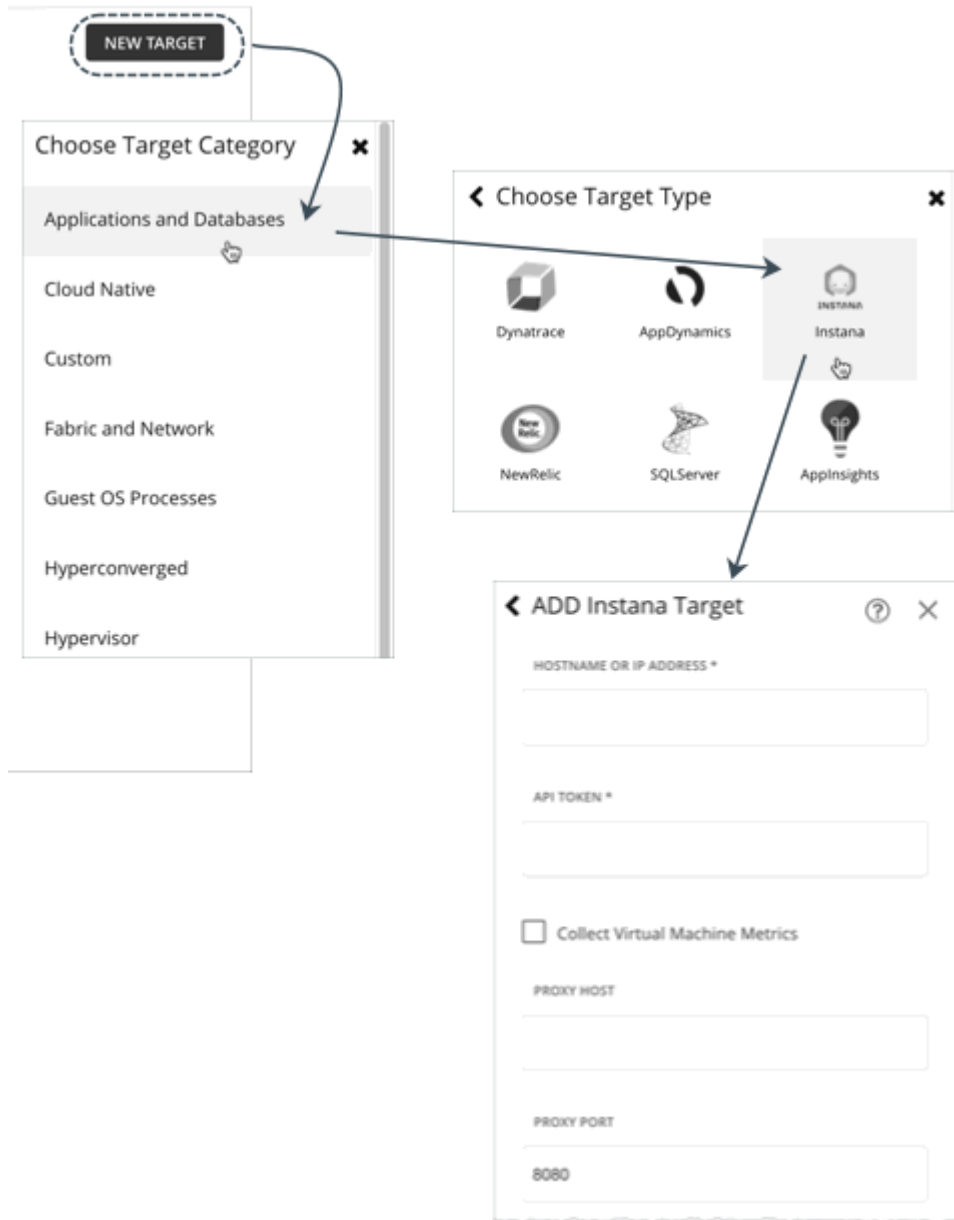 NEW TARGET
Choose Target Category
Applications and Databases
Cloud Native
Custom
Fabric and Network
Guest OS Processes
Hyperconverged
Hypervisor
Choose Target Type
Dynatrace
AppDynamics
INSTANA
Instana
New
Relic.
NewRelic
SQLServer
AppInsights
ADD Instana Target
HOSTNAME OR IP ADDRESS *
API TOKEN *
Collect Virtual Machine Metrics
PROXY HOST
PROXY PORT
8080